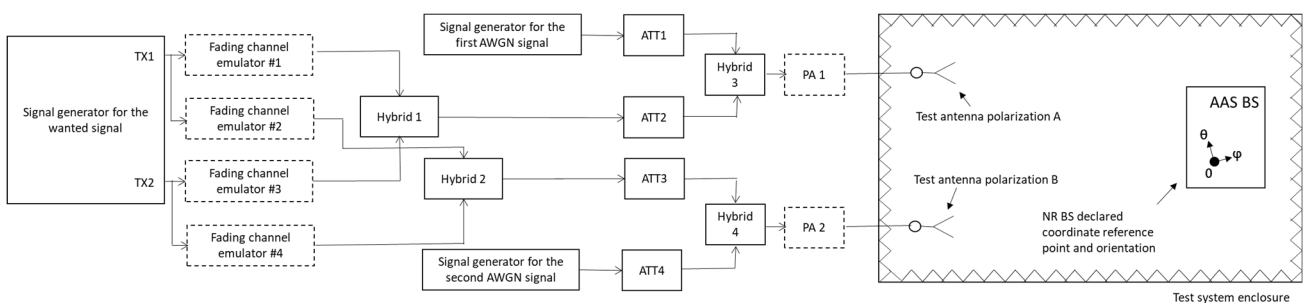 Signal generator for the
wanted signal
TX1
TX2
Fading channel
emulator #1
Fading channel
emulator #2
Fading channel
emulator #3
Fading channel
emulator #4
Hybrid 1
Hybrid 2
Signal generator for the
first AWGN signal
Signal generator for the
second AWGN signal
ATT1
ATT2
ATT3
ATT4
Hybrid
3
Hybrid
4
PA 1
PA 2
Test antenna polarization A
Test antenna polarization B
AAS BS
θ
φ
0
NR BS declared
coordinate reference
point and orientation
Test system enclosure